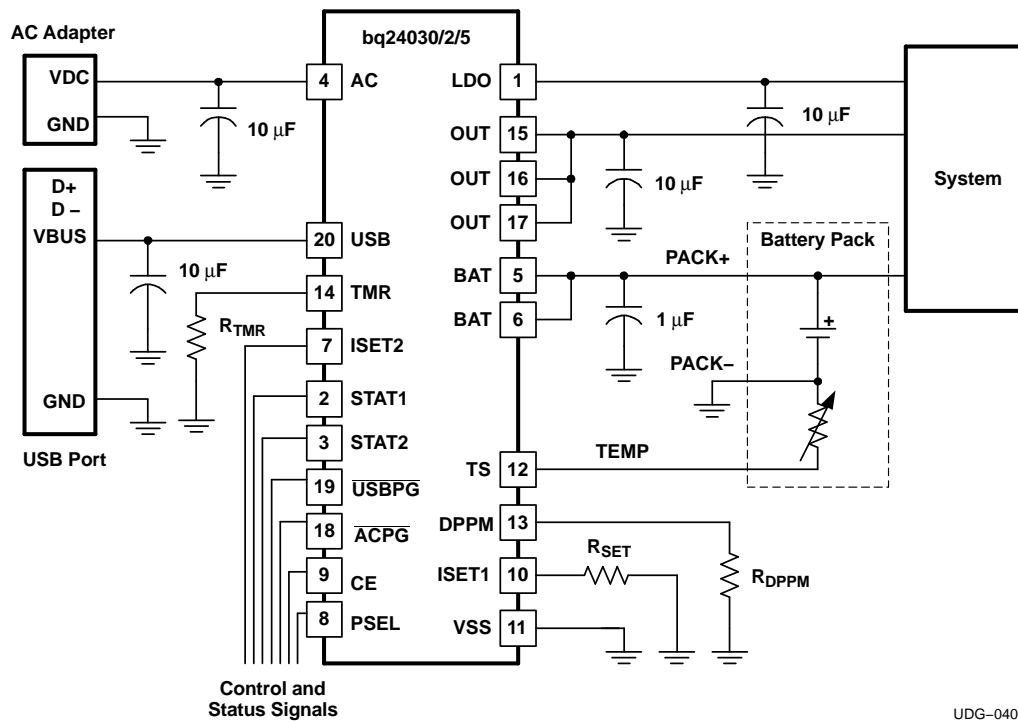 AC Adapter
VDC
GND
10 μF
bq24030/2/5
4 AC
LDO 1
10 μF
OUT 15
OUT 16
OUT 17
10 μF
System
D+
D –
VBUS
GND
USB Port
10 μF
20 USB
14 TMR
RTMR
7 ISET2
2 STAT1
3 STAT2
19 USBPG
18 ACPG
9 CE
8 PSEL
Battery Pack
BAT 5
BAT 6
PACK+
1 μF
+
PACK–
TS 12
TEMP
DPPM 13
ISET1 10
RSET
RDPPM
VSS 11
Control and
Status Signals
UDG–040